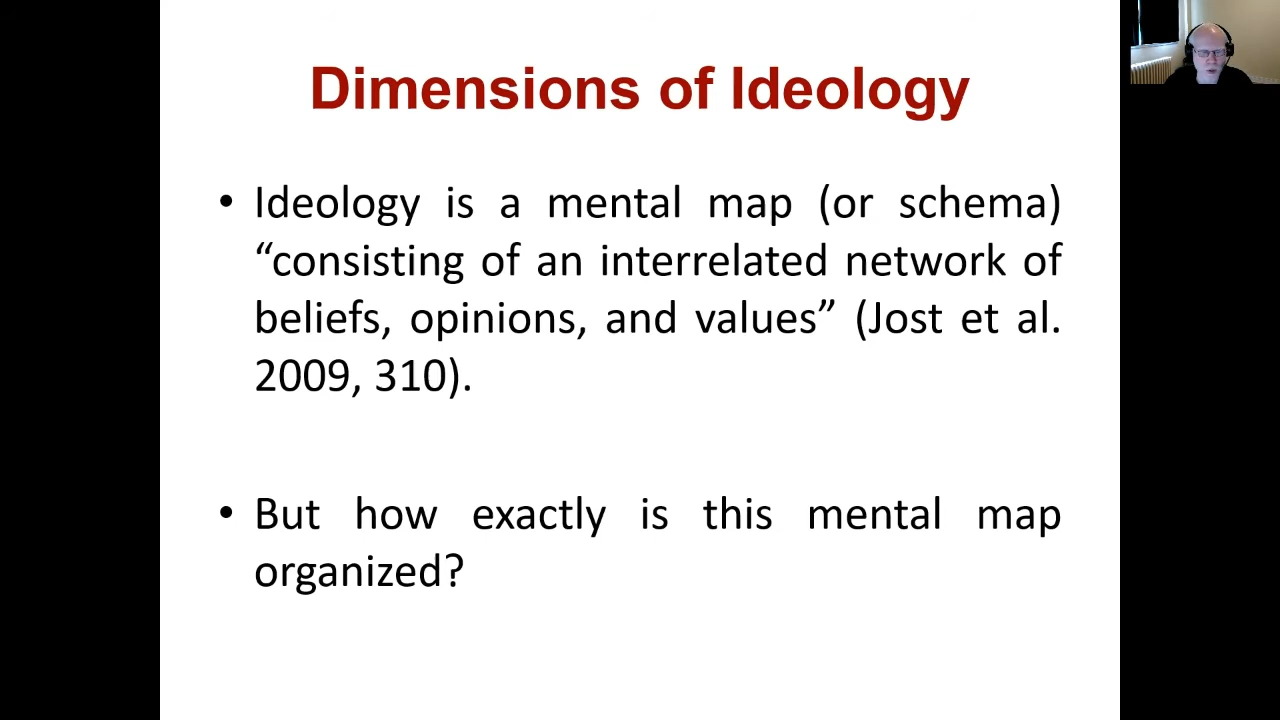 Dimensions of Ideology
• Ideology is a mental map (or schema)
“consisting of an interrelated network of
beliefs, opinions, and values” (Jost et al.
2009, 310).
• But how exactly is this mental map
organized?